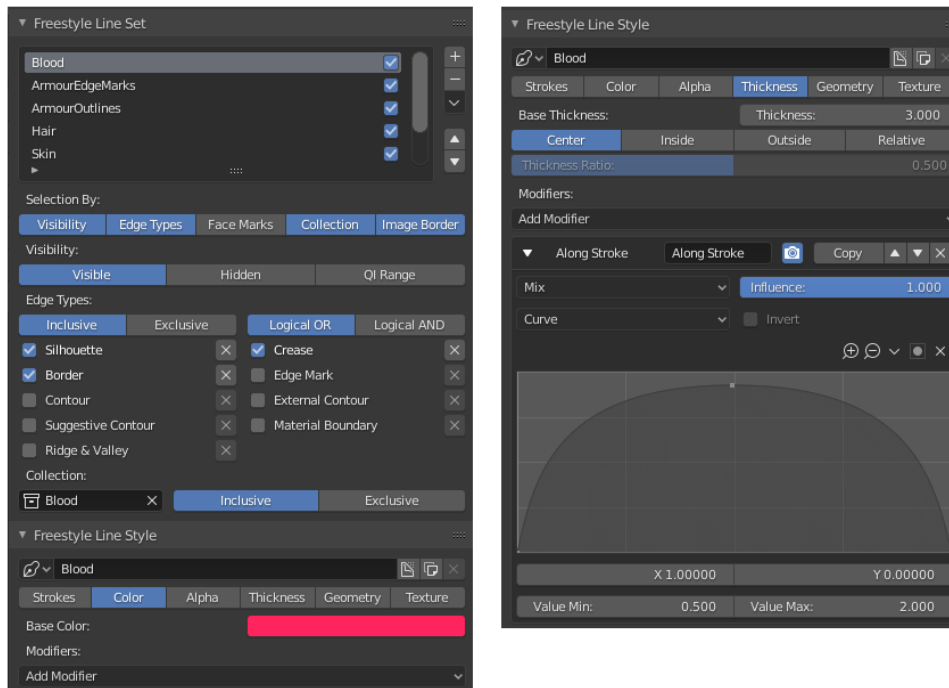 Freestyle Line Set
Blood
ArmourEdgeMarks
ArmourOutlines
Hair
Skin
Selection By:
Visibility Edge Types Face Marks Collection Image Border
Visibility:
Visible Hidden QI Range
Edge Types:
Inclusive Exclusive Logical OR Logical AND
Silhouette Crease
Border Edge Mark
Contour External Contour
Suggestive Contour Material Boundary
Ridge & Valley
Collection:
Blood Inclusive Exclusive
Freestyle Line Style
Blood
Strokes Color Alpha Thickness Geometry Texture
Base Color:
Modifiers:
Add Modifier
Freestyle Line Style
Blood
Strokes Color Alpha Thickness Geometry Texture
Base Thickness: Thickness: 3.000
Center Inside Outside Relative
Thickness Ratio: 0.500
Modifiers:
Add Modifier
Along Stroke Along Stroke Copy
Mix Influence: 1.000
Curve Invert
X 1.00000 Y 0.00000
Value Min: 0.500 Value Max: 2.000